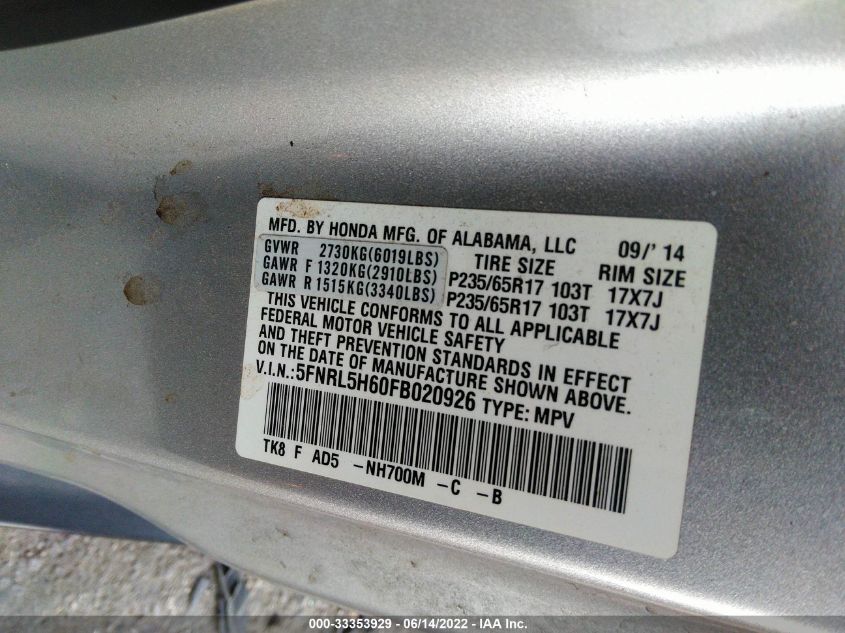 MFD. BY HONDA MFG. OF ALABAMA, LLC 09/' 14
GVWR 2730KG(6019LBS) TIRE SIZE RIM SIZE
GAWR F 1320KG(2910LBS) P235/65R17 103T 17X7J
GAWR R 1515KG(3340LBS) P235/65R17 103T 17X7J
THIS VEHICLE CONFORMS TO ALL APPLICABLE
FEDERAL MOTOR VEHICLE SAFETY
AND THEFT PREVENTION STANDARDS IN EFFECT
ON THE DATE OF MANUFACTURE SHOWN ABOVE.
V.I.N.:5FNRL5H60FB020926 TYPE: MPV
TK8 F AD5 -NH700M -C -B
000-33353929 - 06/14/2022 - IAA Inc.